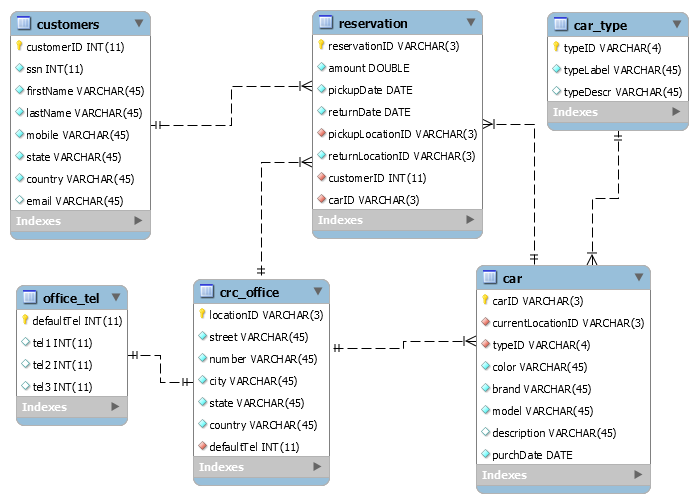 customers
customerID INT(11)
ssn INT(11)
firstName VARCHAR(45)
lastName VARCHAR(45)
mobile VARCHAR(45)
state VARCHAR(45)
country VARCHAR(45)
email VARCHAR(45)
Indexes
reservation
reservationID VARCHAR(3)
amount DOUBLE
pickupDate DATE
returnDate DATE
pickupLocationID VARCHAR(3)
returnLocationID VARCHAR(3)
customerID INT(11)
carID VARCHAR(3)
Indexes
car_type
typeID VARCHAR(4)
typeLabel VARCHAR(45)
typeDescr VARCHAR(45)
Indexes
office_tel
defaultTel INT(11)
tel1 INT(11)
tel2 INT(11)
tel3 INT(11)
Indexes
crc_office
locationID VARCHAR(3)
street VARCHAR(45)
number VARCHAR(45)
city VARCHAR(45)
state VARCHAR(45)
country VARCHAR(45)
defaultTel INT(11)
Indexes
car
carID VARCHAR(3)
currentLocationID VARCHAR(3)
typeID VARCHAR(4)
color VARCHAR(45)
brand VARCHAR(45)
model VARCHAR(45)
description VARCHAR(45)
purchDate DATE
Indexes